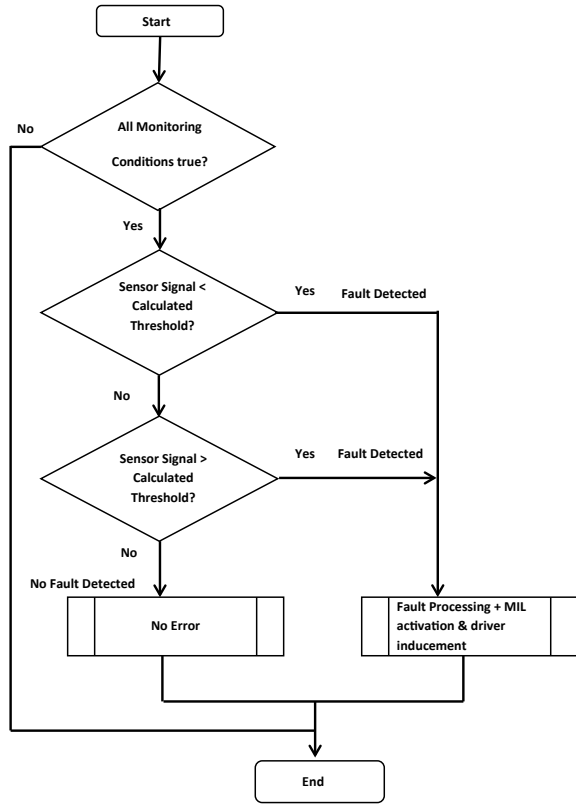 Start
All Monitoring
Conditions true?
No
Yes
Sensor Signal <
Calculated
Threshold?
Yes
Fault Detected
No
Sensor Signal >
Calculated
Threshold?
Yes
Fault Detected
No
No Fault Detected
No Error
Fault Processing + MIL
activation & driver
inducement
End